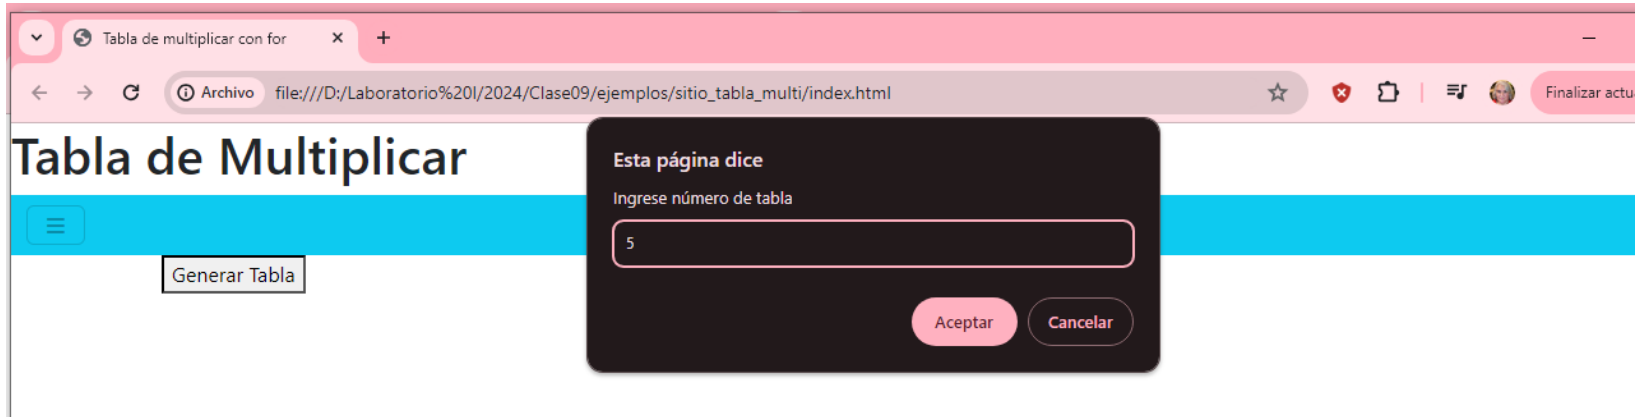 Tabla de multiplicar con for
Archivo file:///D:/Laboratorio%20I/2024/Clase09/ejemplos/sitio_tabla_multi/index.html
Finalizar actu
Tabla de Multiplicar
Esta página dice
Ingrese número de tabla
5
Aceptar Cancelar
Generar Tabla